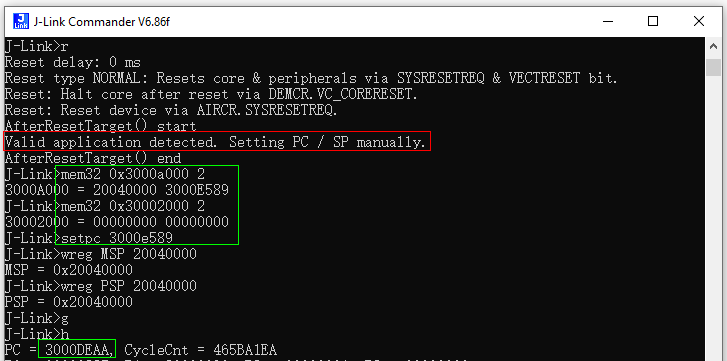 J-Link Commander V6.86f
J-Link>r
Reset delay: 0 ms
Reset type NORMAL: Resets core & peripherals via SYSRESETREQ & VECTRESET bit.
Reset: Halt core after reset via DEMCR.VC_CORERESET.
Reset: Reset device via AIRCR.SYSRESETREQ.
AfterResetTarget() start
Valid application detected. Setting PC / SP manually.
AfterResetTarget() end
J-Link>mem32 0x3000a000 2
3000A000 = 20040000 3000E589
J-Link>mem32 0x30002000 2
30002000 = 00000000 00000000
J-Link>setpc 3000e589
J-Link>wreg MSP 20040000
MSP = 0x20040000
J-Link>wreg PSP 20040000
PSP = 0x20040000
J-Link>g
J-Link>h
PC = 3000DEAA, CycleCnt = 465BA1EA